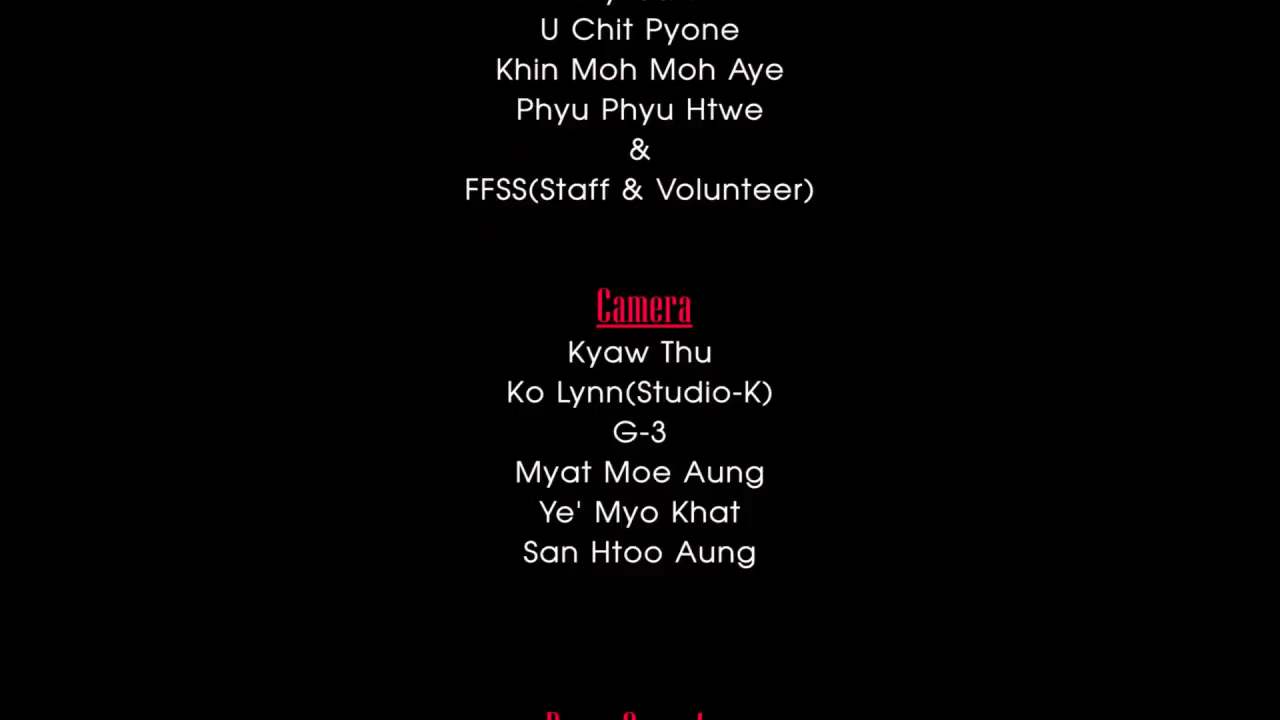 U Chit Pyone
Khin Moh Moh Aye
Phyu Phyu Htwe
&
FFSS(Staff & Volunteer)
Camera
Kyaw Thu
Ko Lynn(Studio-K)
G-3
Myat Moe Aung
Ye' Myo Khat
San Htoo Aung